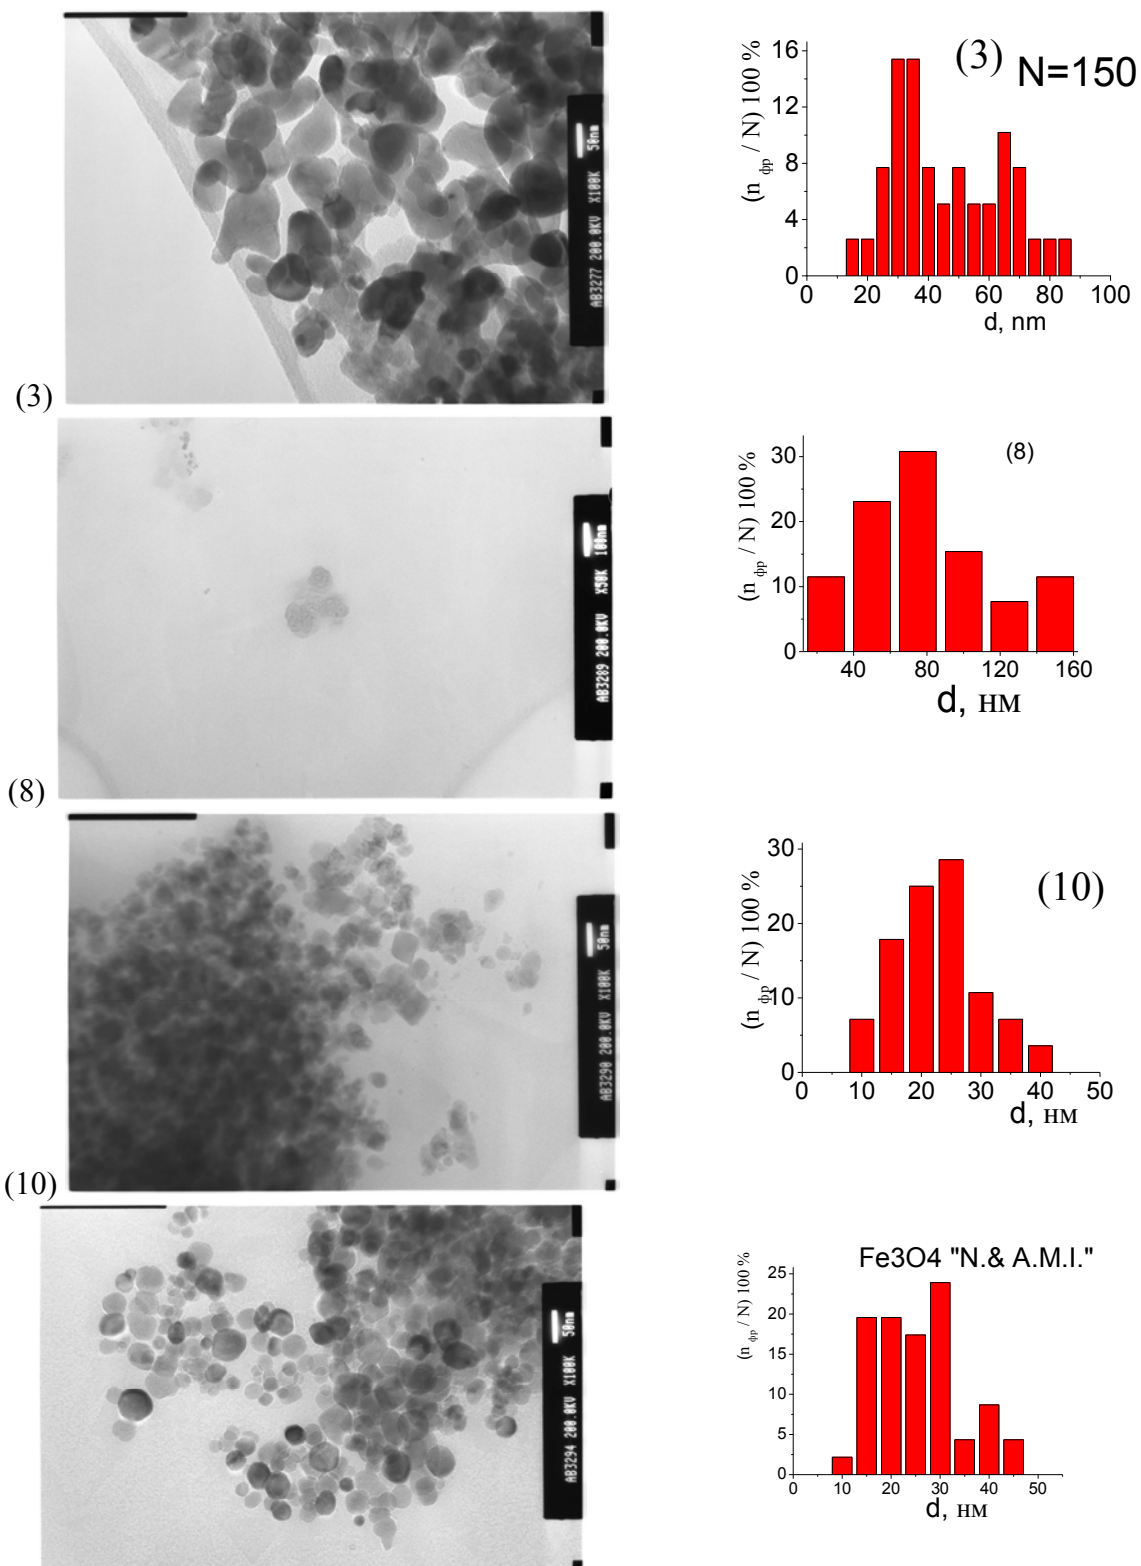 (3)
AB3277 200.0KV X100K 50nm
(3) N=150
(n фр / N) 100 %
16
12
8
4
0
0 20 40 60 80 100
d, nm
(8)
AB3289 200.0KV X50K 100nm
(8)
(n фр / N) 100 %
30
20
10
0
40 80 120 160
d, нм
(10)
AB3290 200.0KV X100K 50nm
(10)
(n фр / N) 100 %
30
20
10
0
0 10 20 30 40 50
d, нм
AB3294 200.0KV X100K 50nm
Fe3O4 "N.& A.M.I."
(n фр / N) 100 %
25
20
15
10
5
0
0 10 20 30 40 50
d, нм